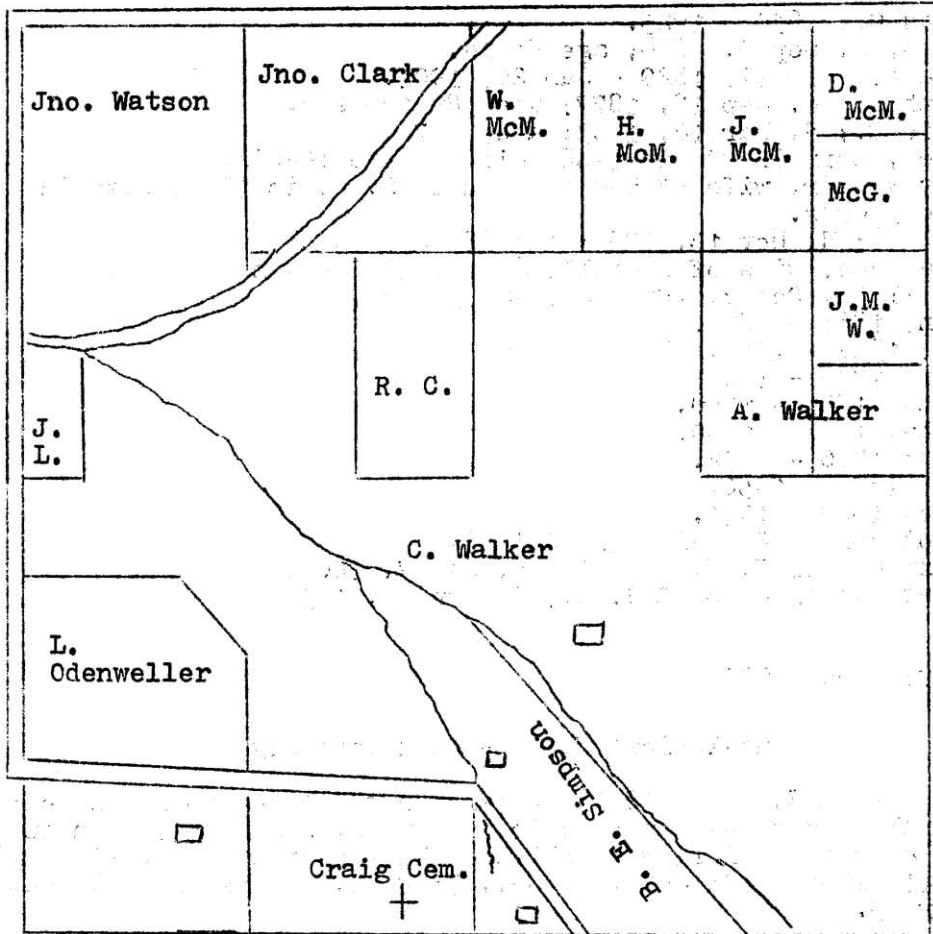 Jno. Watson
Jno. Clark
W.
McM.
H.
McM.
J.
McM.
D.
McM.
McG.
J.M.
W.
R. C.
A. Walker
J.
L.
C. Walker
L.
Odenweller
B. E. Simpson
Craig Cem.